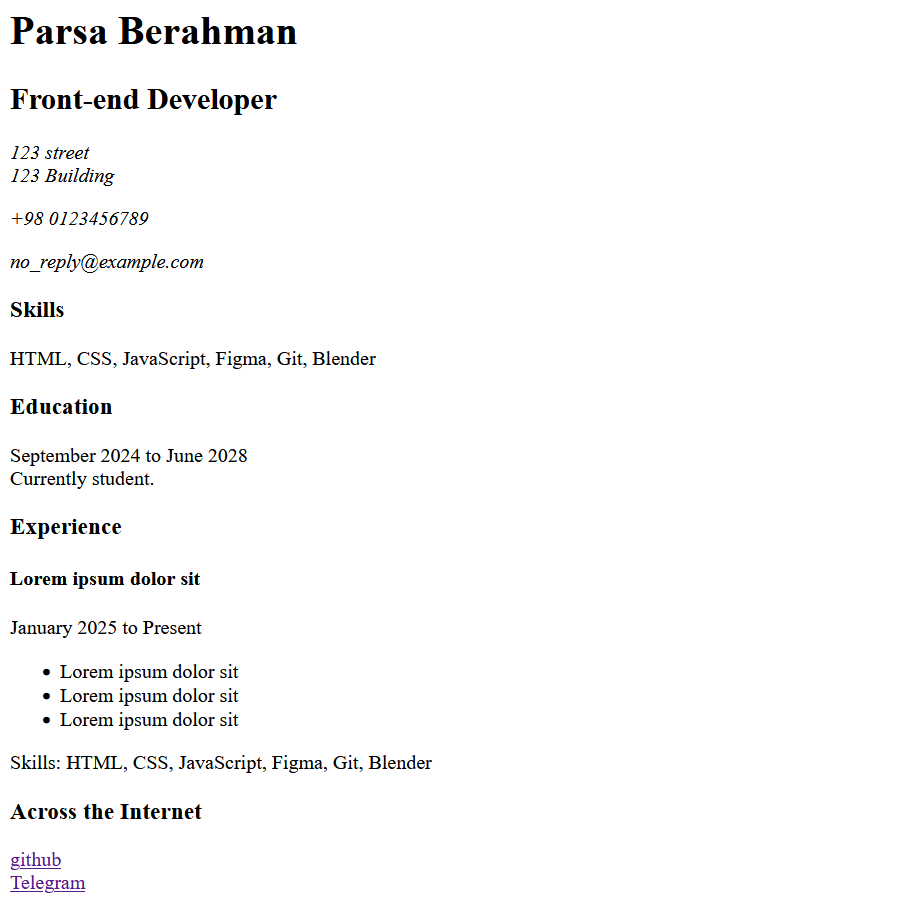 Parsa Berahman
Front-end Developer
123 street
123 Building
+98 0123456789
no_reply@example.com
Skills
HTML, CSS, JavaScript, Figma, Git, Blender
Education
September 2024 to June 2028
Currently student.
Experience
Lorem ipsum dolor sit
January 2025 to Present
Lorem ipsum dolor sit
Lorem ipsum dolor sit
Lorem ipsum dolor sit
Skills: HTML, CSS, JavaScript, Figma, Git, Blender
Across the Internet
github
Telegram